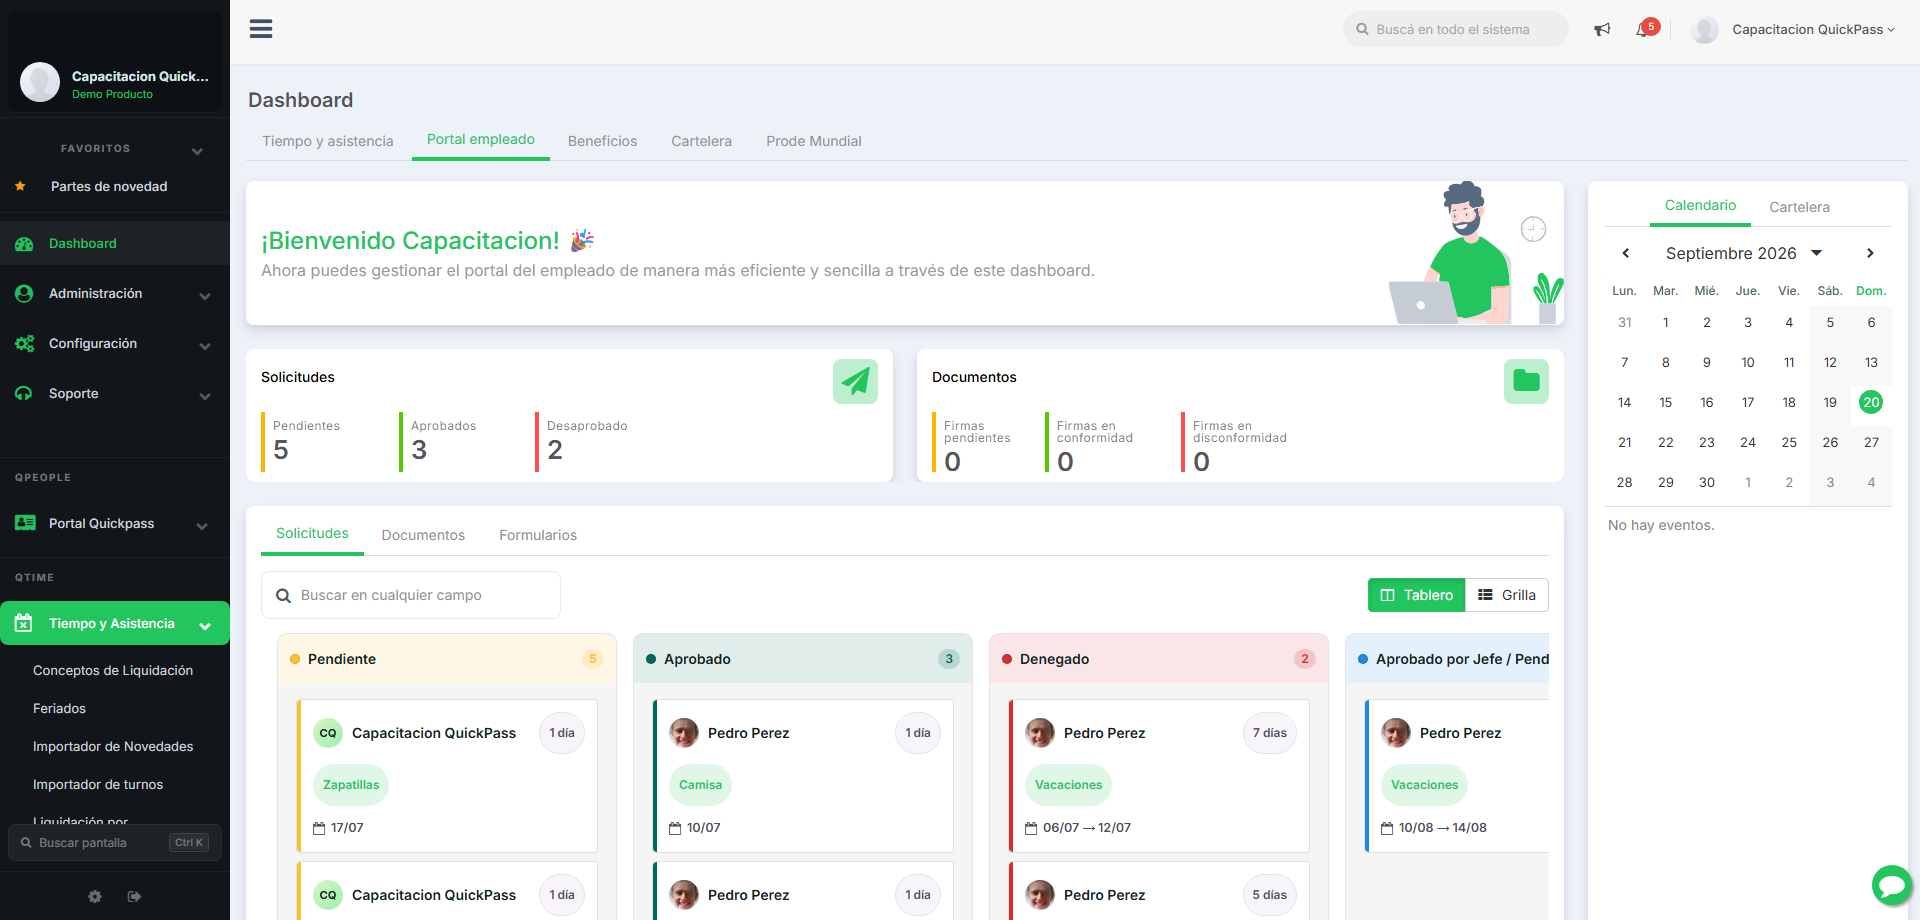 Capacitacion Quick...
Demo Producto
FAVORITOS
Partes de novedad
Dashboard
Administración
Configuración
Soporte
QPEOPLE
Portal Quickpass
QTIME
Tiempo y Asistencia
Conceptos de Liquidación
Feriados
Importador de Novedades
Importador de turnos
Liquidación por
Buscar pantalla Ctrl K
Buscá en todo el sistema
5
Capacitacion QuickPass
Dashboard
Tiempo y asistencia Portal empleado Beneficios Cartelera Prode Mundial
¡Bienvenido Capacitacion!
Ahora puedes gestionar el portal del empleado de manera más eficiente y sencilla a través de este dashboard.
Solicitudes
Pendientes
5
Aprobados
3
Desaprobado
2
Documentos
Firmas
pendientes
0
Firmas en
conformidad
0
Firmas en
disconformidad
0
Solicitudes Documentos Formularios
Buscar en cualquier campo
Tablero Grilla
Pendiente 5
Capacitacion QuickPass 1 día
CQ
Zapatillas
17/07
CQ
Capacitacion QuickPass 1 día
Aprobado 3
Pedro Perez 1 día
Camisa
10/07
Pedro Perez 1 día
Denegado 2
Pedro Perez 7 días
Vacaciones
06/07 → 12/07
Pedro Perez 5 días
Aprobado por Jefe / Pend
Pedro Perez
Vacaciones
10/08 → 14/08
Calendario Cartelera
Septiembre 2026
Lun. Mar. Mié. Jue. Vie. Sáb. Dom.
31 1 2 3 4 5 6
7 8 9 10 11 12 13
14 15 16 17 18 19 20
21 22 23 24 25 26 27
28 29 30 1 2 3 4
No hay eventos.